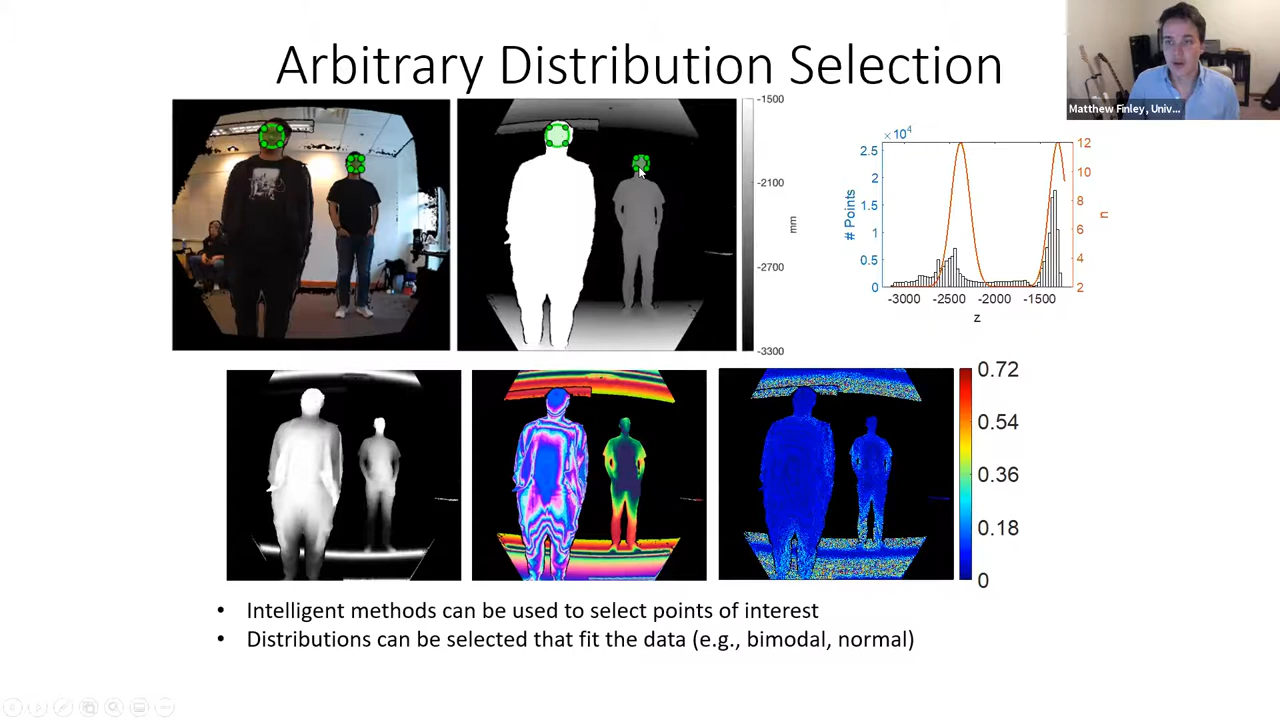 Arbitrary Distribution Selection
Matthew Finley, Univ...
-1500
-2100
-2700
-3300
mm
×10⁴
2.5
2
1.5
1
0.5
0
# Points
12
10
8
6
4
2
n
-3000 -2500 -2000 -1500
z
0.72
0.54
0.36
0.18
0
• Intelligent methods can be used to select points of interest
• Distributions can be selected that fit the data (e.g., bimodal, normal)